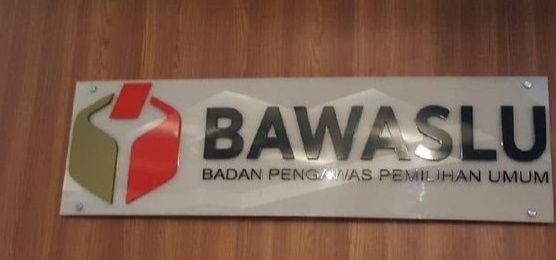 BAWASLU
BADAN PENGAWAS PEMILIHAN UMUM